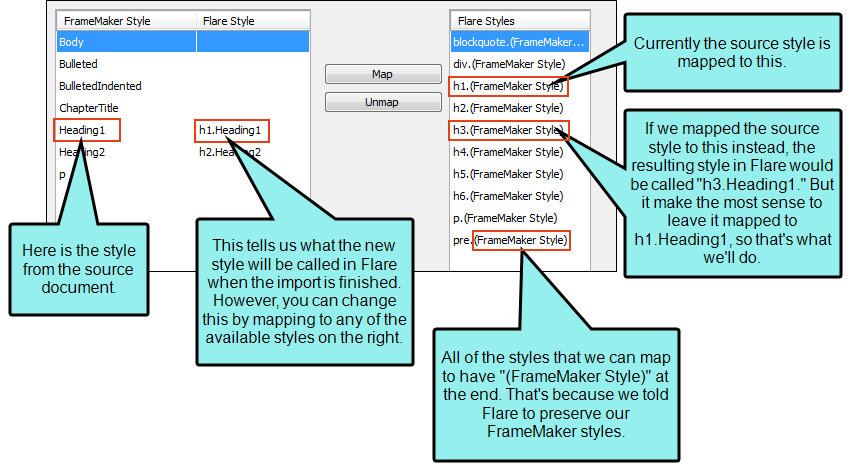 FrameMaker Style Flare Style
Body
Bulleted
BulletedIndented
ChapterTitle
Heading1 h1.Heading1
Heading2 h2.Heading2
p
Map
Unmap
Flare Styles
blockquote.(FrameMaker...
div.(FrameMaker Style)
h1.(FrameMaker Style)
h2.(FrameMaker Style)
h3.(FrameMaker Style)
h4.(FrameMaker Style)
h5.(FrameMaker Style)
h6.(FrameMaker Style)
p.(FrameMaker Style)
pre.(FrameMaker Style)
Currently the source style is
mapped to this.
If we mapped the source
style to this instead, the
resulting style in Flare would
be called "h3.Heading1." But
it make the most sense to
leave it mapped to
h1.Heading1, so that's what
we'll do.
Here is the style
from the source
document.
This tells us what the new
style will be called in Flare
when the import is finished.
However, you can change
this by mapping to any of the
available styles on the right.
All of the styles that we can map
to have "(FrameMaker Style)" at
the end. That's because we told
Flare to preserve our
FrameMaker styles.